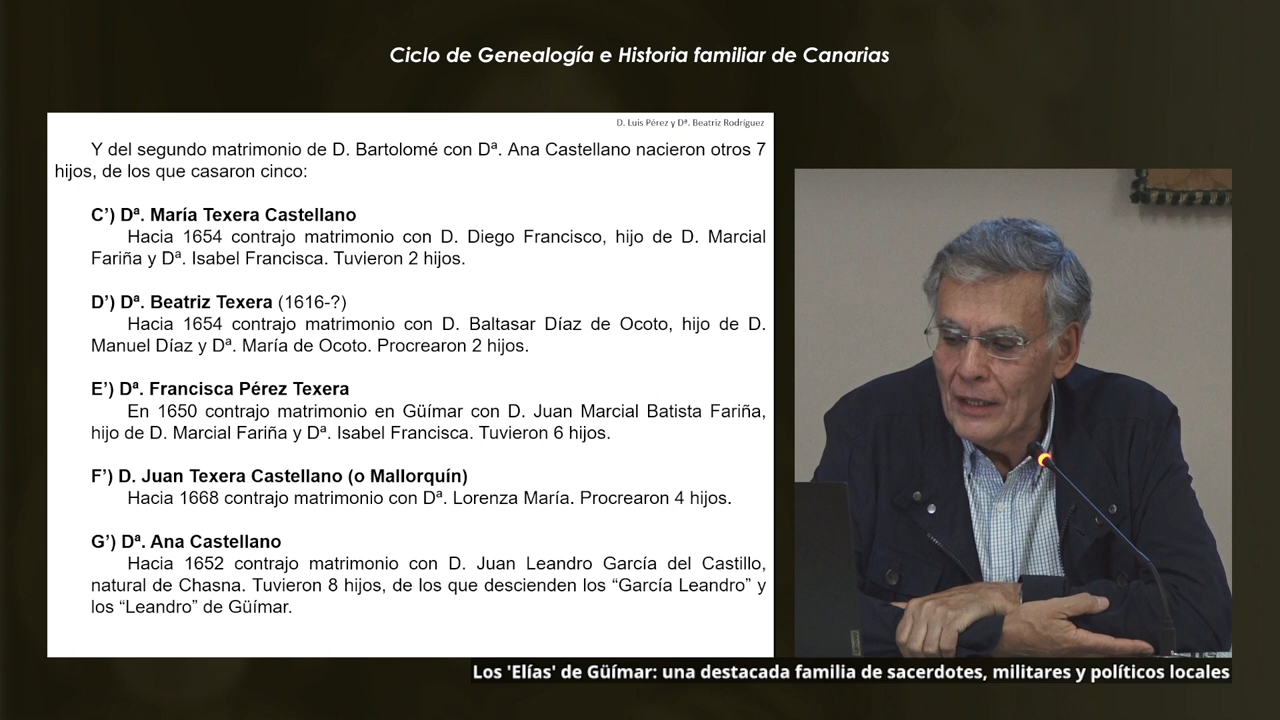 Ciclo de Genealogía e Historia familiar de Canarias
D. Luis Pérez y Dª. Beatriz Rodríguez
Y del segundo matrimonio de D. Bartolomé con Dª. Ana Castellano nacieron otros 7
hijos, de los que casaron cinco:
C’) Dª. María Texera Castellano
Hacia 1654 contrajo matrimonio con D. Diego Francisco, hijo de D. Marcial
Fariña y Dª. Isabel Francisca. Tuvieron 2 hijos.
D’) Dª. Beatriz Texera (1616-?)
Hacia 1654 contrajo matrimonio con D. Baltasar Díaz de Ocoto, hijo de D.
Manuel Díaz y Dª. María de Ocoto. Procrearon 2 hijos.
E’) Dª. Francisca Pérez Texera
En 1650 contrajo matrimonio en Güímar con D. Juan Marcial Batista Fariña,
hijo de D. Marcial Fariña y Dª. Isabel Francisca. Tuvieron 6 hijos.
F’) D. Juan Texera Castellano (o Mallorquín)
Hacia 1668 contrajo matrimonio con Dª. Lorenza María. Procrearon 4 hijos.
G’) Dª. Ana Castellano
Hacia 1652 contrajo matrimonio con D. Juan Leandro García del Castillo,
natural de Chasna. Tuvieron 8 hijos, de los que descienden los “García Leandro” y
los “Leandro” de Güímar.
Los 'Elías' de Güímar: una destacada familia de sacerdotes, militares y políticos locales